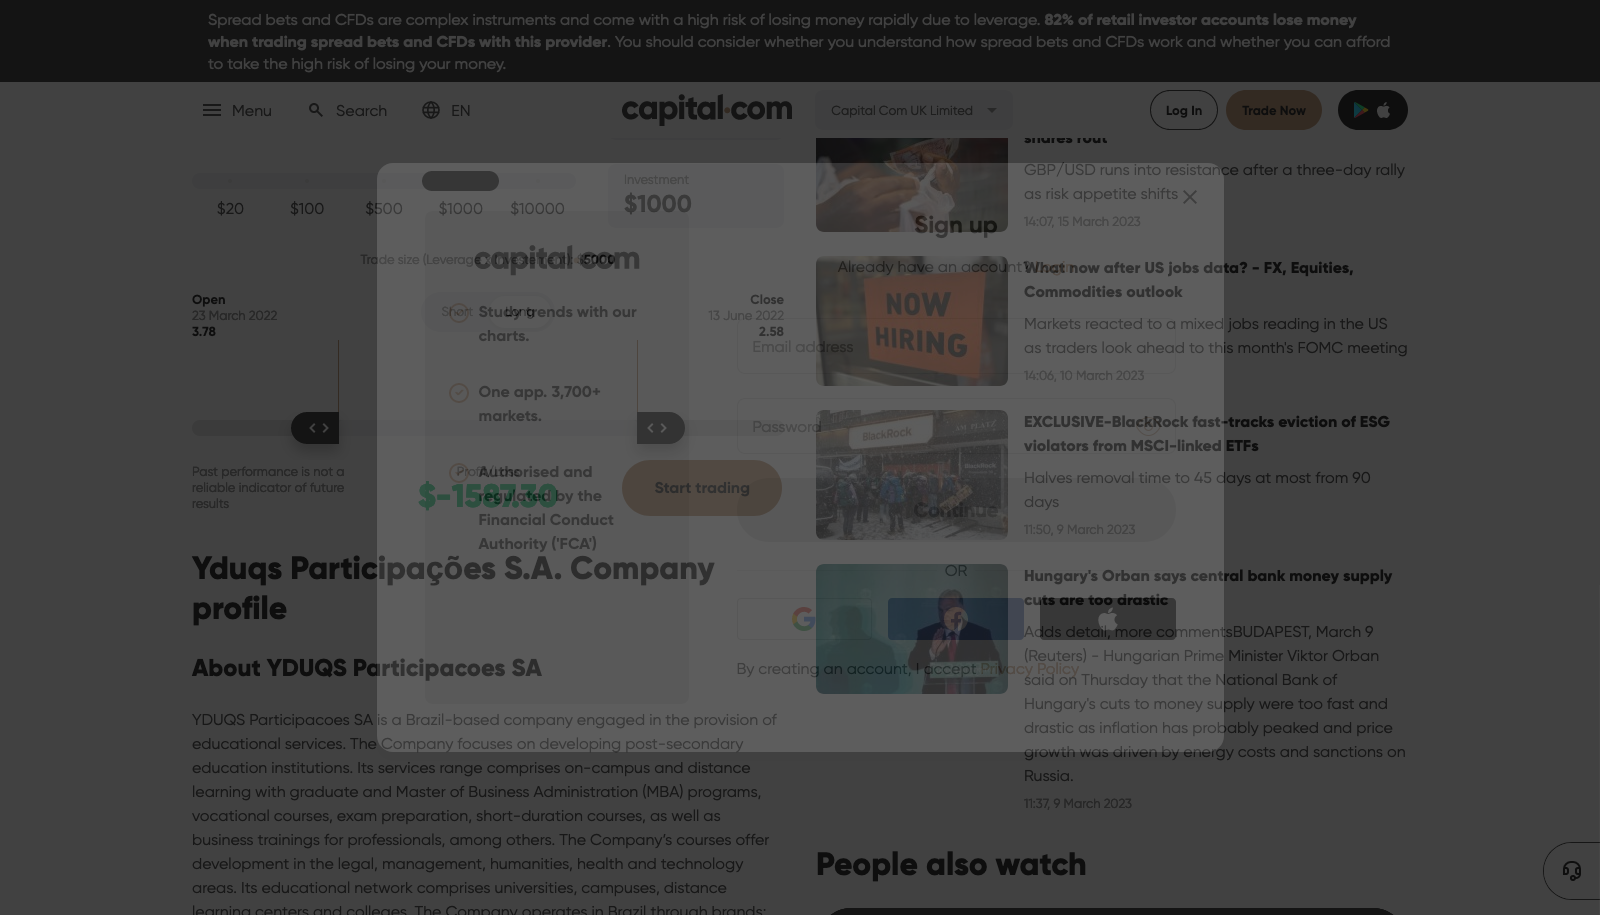 Spread bets and CFDs are complex instruments and come with a high risk of losing money rapidly due to leverage. 82% of retail investor accounts lose money
when trading spread bets and CFDs with this provider. You should consider whether you understand how spread bets and CFDs work and whether you can afford
to take the high risk of losing your money.
Menu
Search
EN
capital.com
Capital Com UK Limited
Log In
Trade Now
$20
$100
$500
$1000
$10000
Investment
$1000
Trade size (Leverage
$5000
Open
23 March 2022
3.78
Short
Long
Close
13 June 2022
2.58
Past performance is not a
reliable indicator of future
results
$-1587.30
Start trading
Yduqs Participações S.A. Company
profile
About YDUQS Participacoes SA
YDUQS Participacoes SA is a Brazil-based company engaged in the provision of
educational services. The Company focuses on developing post-secondary
education institutions. Its services range comprises on-campus and distance
learning with graduate and Master of Business Administration (MBA) programs,
vocational courses, exam preparation, short-duration courses, as well as
business trainings for professionals, among others. The Company's courses offer
development in the legal, management, humanities, health and technology
areas. Its educational network comprises universities, campuses, distance
learning centers and colleges. The Company operates in Brazil through brands:
capital.com
Study trends with our
charts.
One app. 3,700+
markets.
Authorised and
regulated by the
Financial Conduct
Authority ('FCA')
Sign up
Already have an account? Login
Email address
Password
Continue
OR
By creating an account, I accept Privacy Policy
shares rout
GBP/USD runs into resistance after a three-day rally
as risk appetite shifts
14:07, 15 March 2023
NOW
HIRING
What now after US jobs data? - FX, Equities,
Commodities outlook
Markets reacted to a mixed jobs reading in the US
as traders look ahead to this month's FOMC meeting
14:06, 10 March 2023
BlackRock
EXCLUSIVE-BlackRock fast-tracks eviction of ESG
violators from MSCI-linked ETFs
Halves removal time to 45 days at most from 90
days
11:50, 9 March 2023
Hungary's Orban says central bank money supply
cuts are too drastic
Adds detail, more commentsBUDAPEST, March 9
(Reuters) - Hungarian Prime Minister Viktor Orban
said on Thursday that the National Bank of
Hungary's cuts to money supply were too fast and
drastic as inflation has probably peaked and price
growth was driven by energy costs and sanctions on
Russia.
11:37, 9 March 2023
People also watch